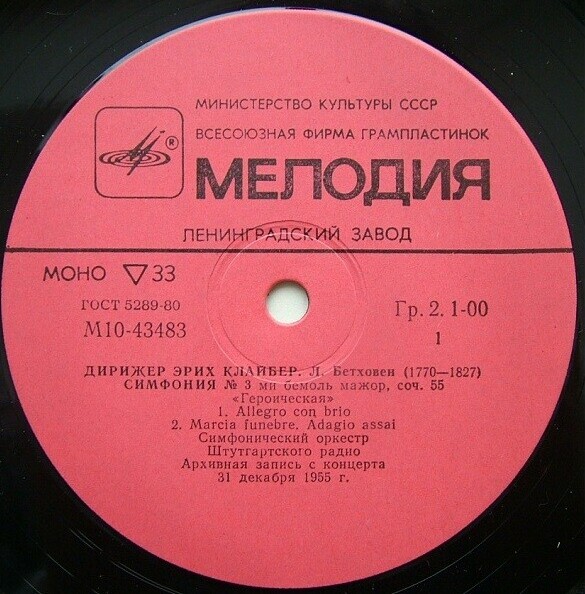 МИНИСТЕРСТВО КУЛЬТУРЫ СССР
ВСЕСОЮЗНАЯ ФИРМА ГРАМПЛАСТИНОК
®
МЕЛОДИЯ
ЛЕНИНГРАДСКИЙ ЗАВОД
МОНО ▽ 33
ГОСТ 5289-80
М10-43483
Гр. 2. 1-00
1
ДИРИЖЕР ЭРИХ КЛАЙБЕР. Л. Бетховен (1770—1827)
СИМФОНИЯ № 3 ми бемоль мажор, соч. 55
«Героическая»
1. Allegro con brio
2. Marcia funebre. Adagio assai
Симфонический оркестр
Штутгартского радио
Архивная запись с концерта
31 декабря 1955 г.